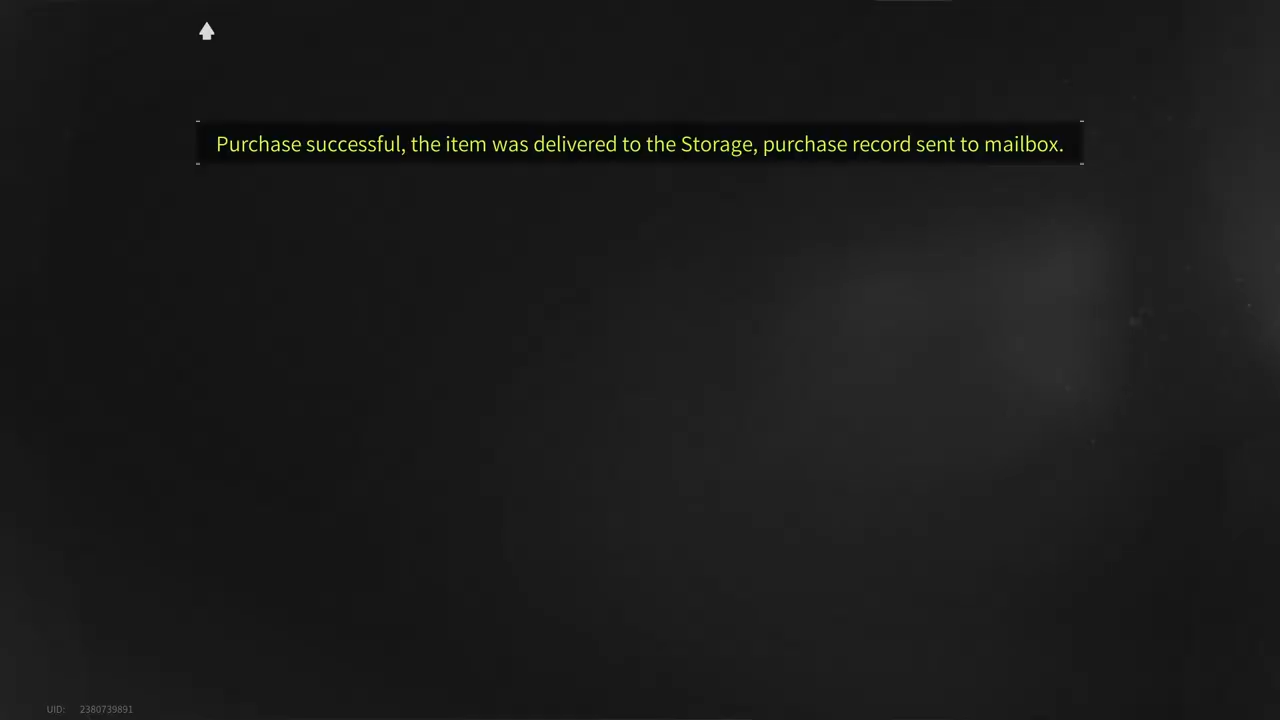 Purchase successful, the item was delivered to the Storage, purchase record sent to mailbox.
UID: 2380739891